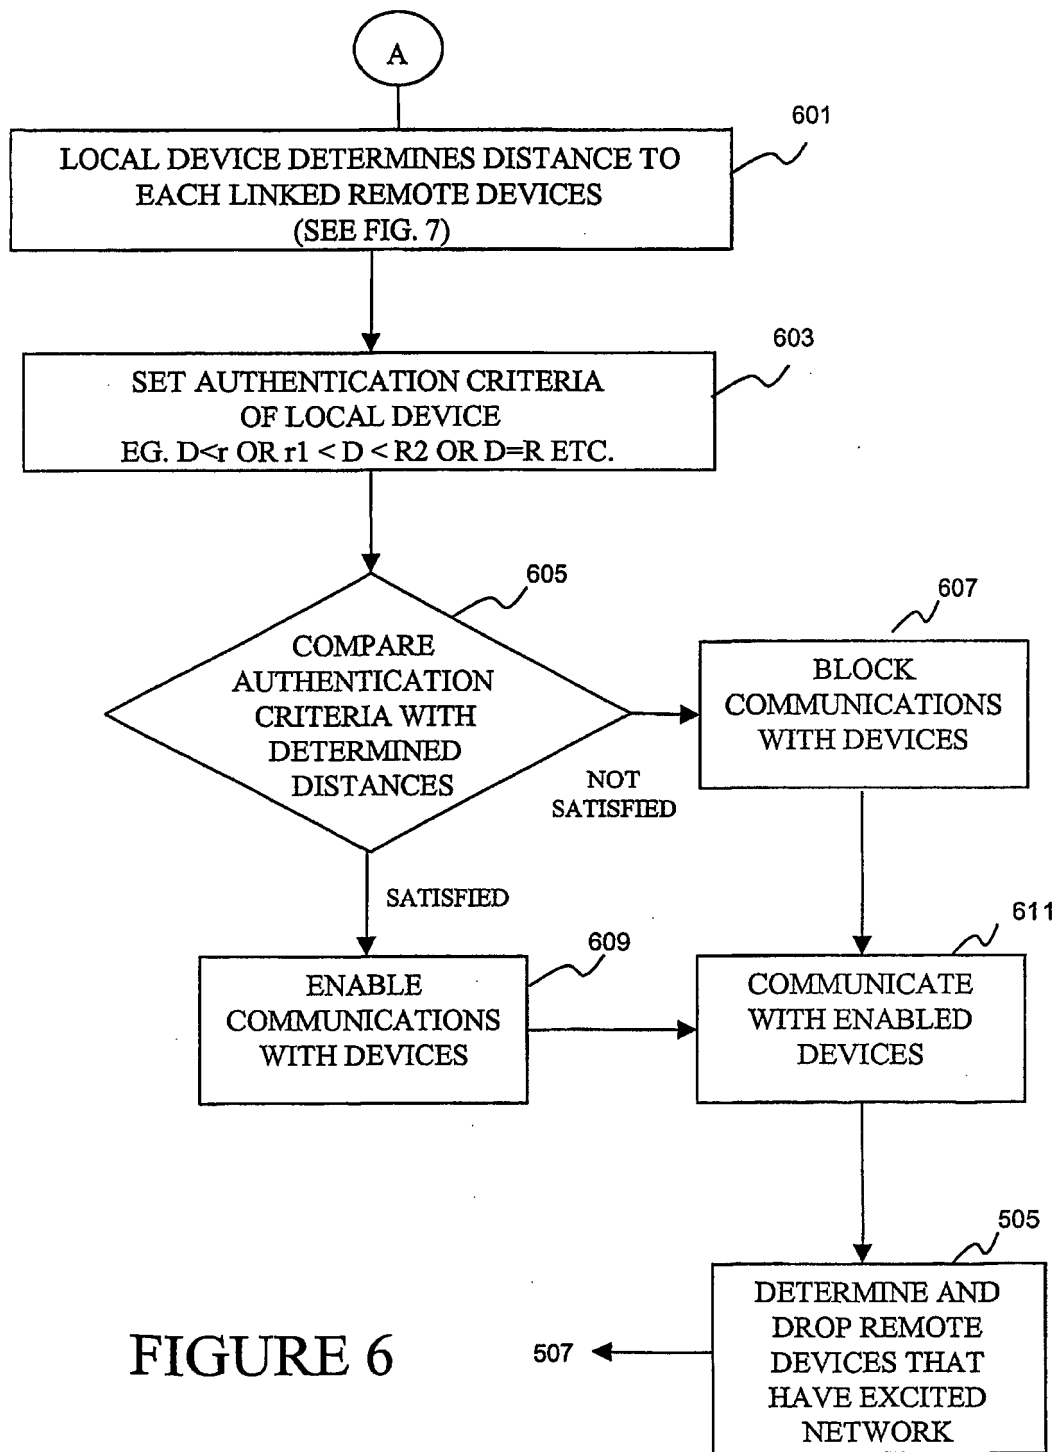 A
601
LOCAL DEVICE DETERMINES DISTANCE TO
EACH LINKED REMOTE DEVICES
(SEE FIG. 7)
603
SET AUTHENTICATION CRITERIA
OF LOCAL DEVICE
EG. D<r OR r1 < D < R2 OR D=R ETC.
605
COMPARE
AUTHENTICATION
CRITERIA WITH
DETERMINED
DISTANCES
607
BLOCK
COMMUNICATIONS
WITH DEVICES
NOT
SATISFIED
SATISFIED
609
ENABLE
COMMUNICATIONS
WITH DEVICES
611
COMMUNICATE
WITH ENABLED
DEVICES
505
DETERMINE AND
DROP REMOTE
DEVICES THAT
HAVE EXCITED
NETWORK
507
FIGURE 6